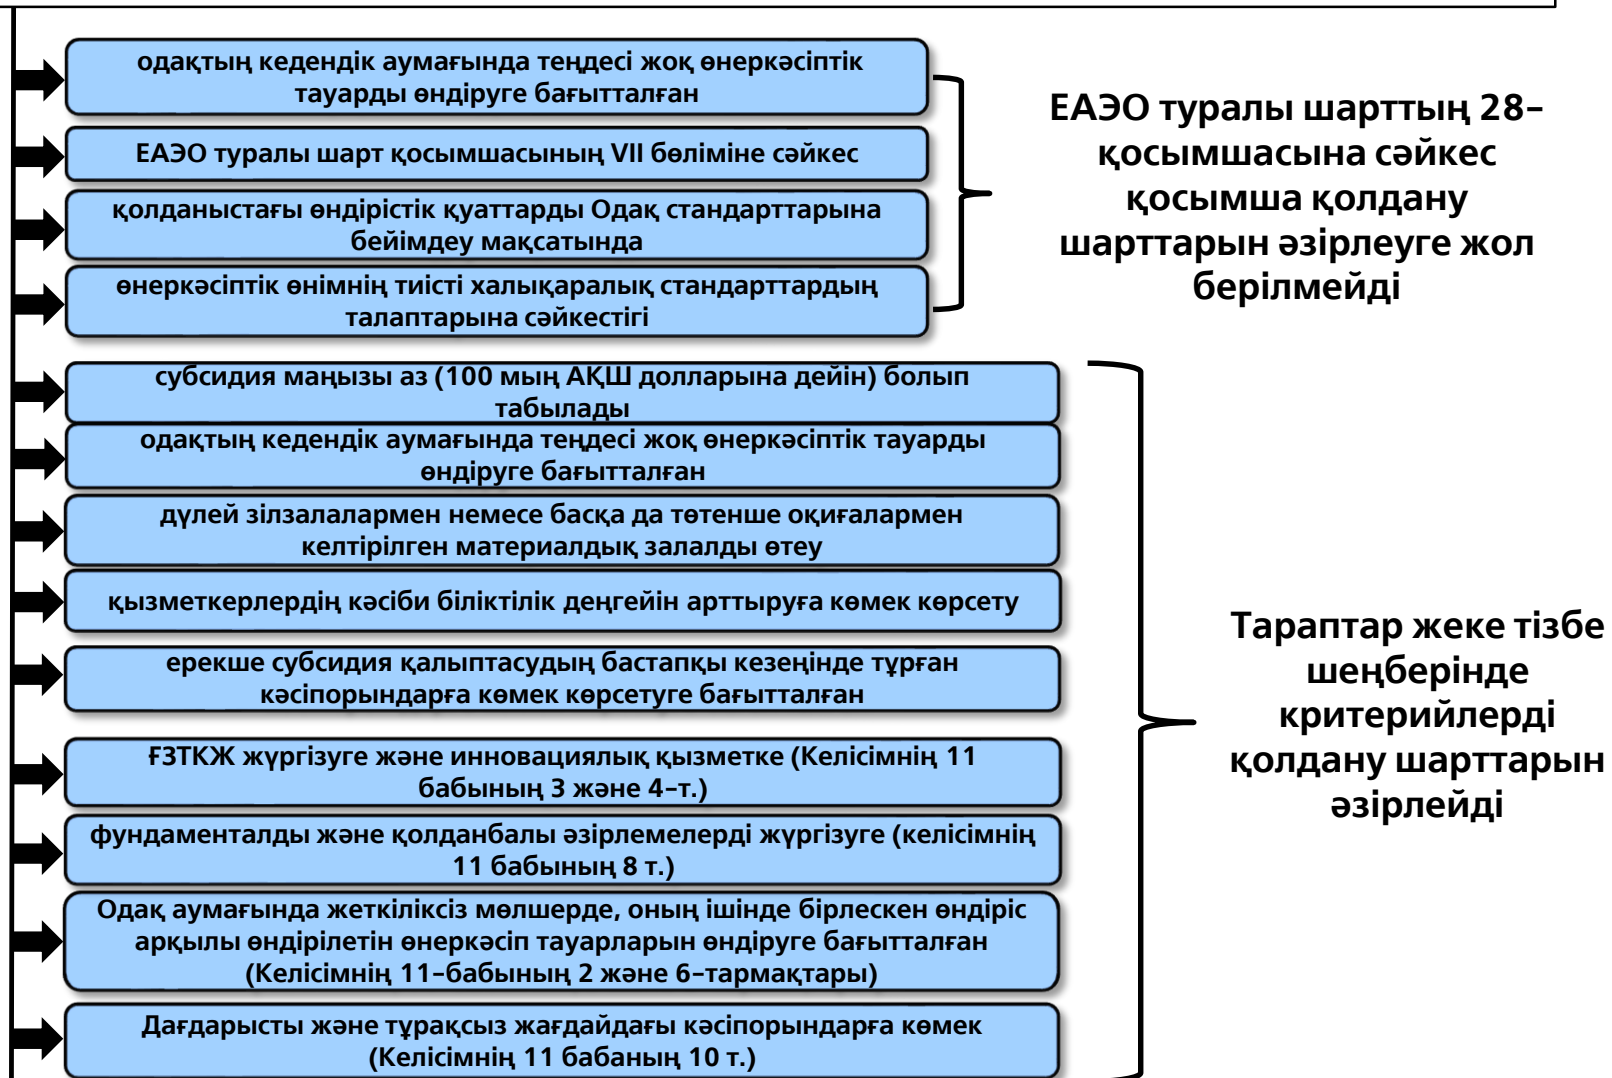 одақтың кедендік аумағында теңдесі жоқ өнеркәсіптік
тауарды өндіруге бағытталған
ЕАЭО туралы шарт қосымшасының VII бөліміне сәйкес
қолданыстағы өндірістік қуаттарды Одақ стандарттарына
бейімдеу мақсатында
өнеркәсіптік өнімнің тиісті халықаралық стандарттардың
талаптарына сәйкестігі
ЕАЭО туралы шарттың 28-
қосымшасына сәйкес
қосымша қолдану
шарттарын әзірлеуге жол
берілмейді
субсидия маңызы аз (100 мың АҚШ долларына дейін) болып
табылады
одақтың кедендік аумағында теңдесі жоқ өнеркәсіптік тауарды
өндіруге бағытталған
дүлей зілзалалармен немесе басқа да төтенше оқиғалармен
келтірілген материалдық залалды өтеу
қызметкерлердің кәсіби біліктілік деңгейін арттыруға көмек көрсету
ерекше субсидия қалыптасудың бастапқы кезеңінде тұрған
кәсіпорындарға көмек көрсетуге бағытталған
ҒЗТКЖ жүргізуге және инновациялық қызметке (Келісімнің 11
бабының 3 және 4-т.)
фундаменталды және қолданбалы әзірлемелерді жүргізуге (келісімнің
11 бабының 8 т.)
Одақ аумағында жеткіліксіз мөлшерде, оның ішінде бірлескен өндіріс
арқылы өндірілетін өнеркәсіп тауарларын өндіруге бағытталған
(Келісімнің 11-бабының 2 және 6-тармақтары)
Дағдарысты және тұрақсыз жағдайдағы кәсіпорындарға көмек
(Келісімнің 11 бабаның 10 т.)
Тараптар жеке тізбе
шеңберінде
критерийлерді
қолдану шарттарын
әзірлейді